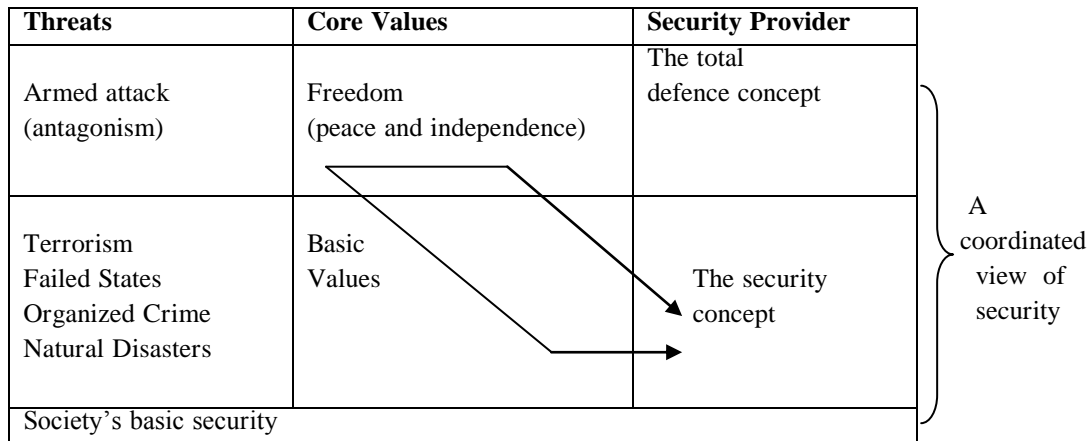 Threats
Core Values
Security Provider
Armed attack
(antagonism)
Freedom
(peace and independence)
The total
defence concept
Terrorism
Failed States
Organized Crime
Natural Disasters
Basic
Values
The security
concept
Society’s basic security
A
coordinated
view of
security